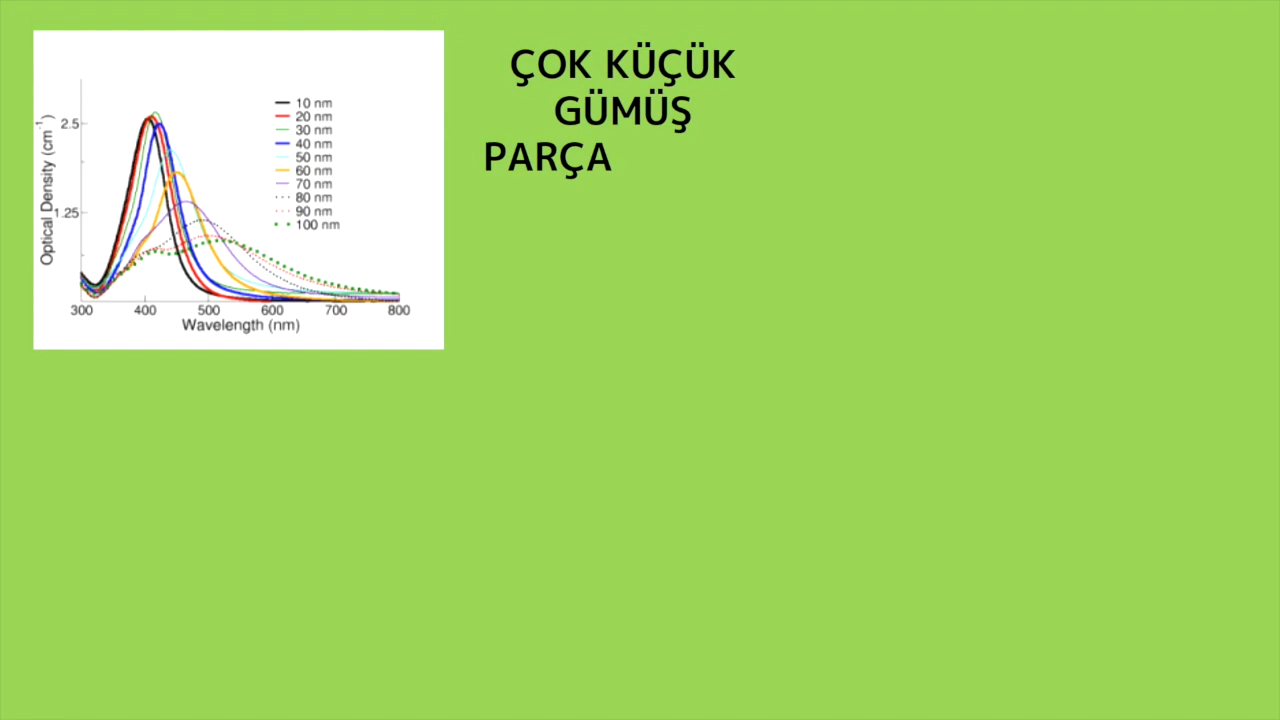 ÇOK KÜÇÜK
GÜMÜŞ
PARÇA
10 nm
20 nm
30 nm
40 nm
50 nm
60 nm
70 nm
80 nm
90 nm
100 nm
Optical Density (cm⁻¹)
2.5
1.25
300 400 500 600 700 800
Wavelength (nm)